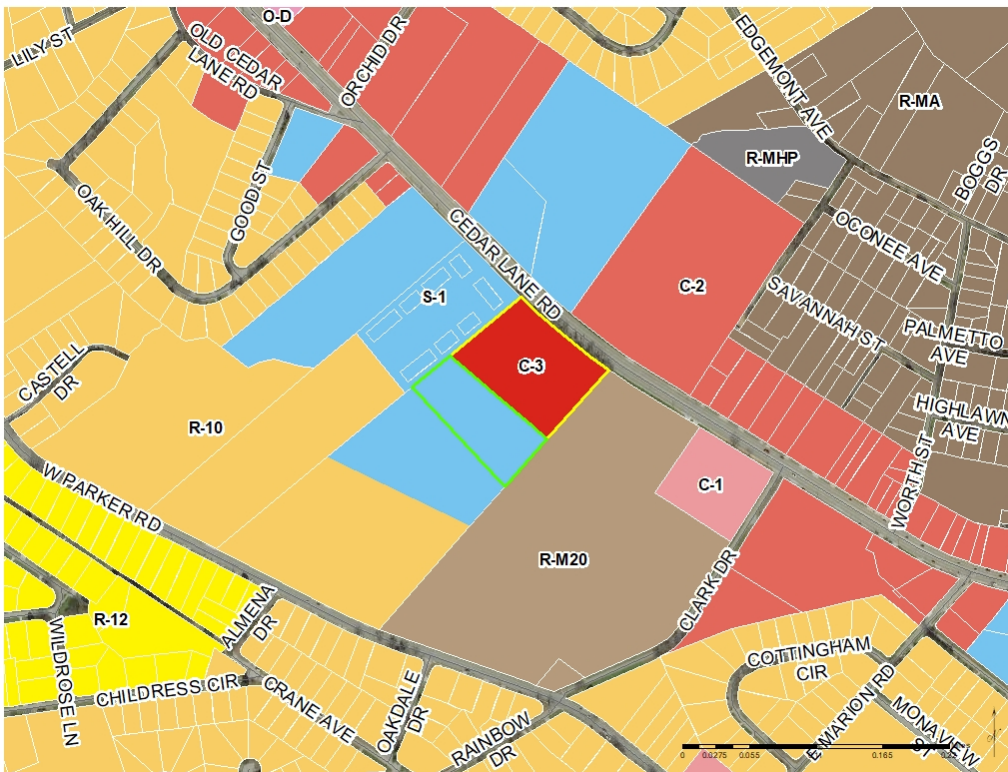 O-D
LILY ST
OLD CEDAR
LANE RD
ORCHID DR
EDGEMONT AVE
R-MA
R-MHP
BOGGS
DR
GOOD ST
OAK HILL DR
CEDAR LANE RD
OCONEE AVE
S-1
C-2
SAVANNAH ST
PALMETTO
AVE
CASTELL
DR
C-3
HIGHLAWN
AVE
R-10
W PARKER RD
C-1
WORTH ST
R-M20
CLARK DR
R-12
ALMENA
DR
WILDROSE LN
CHILDRESS CIR
CRANE AVE
OAKDALE
DR
RAINBOW
DR
COTTINGHAM
CIR
E MARION RD
MONAVIEW
ST
0 0.0275 0.055 0.165